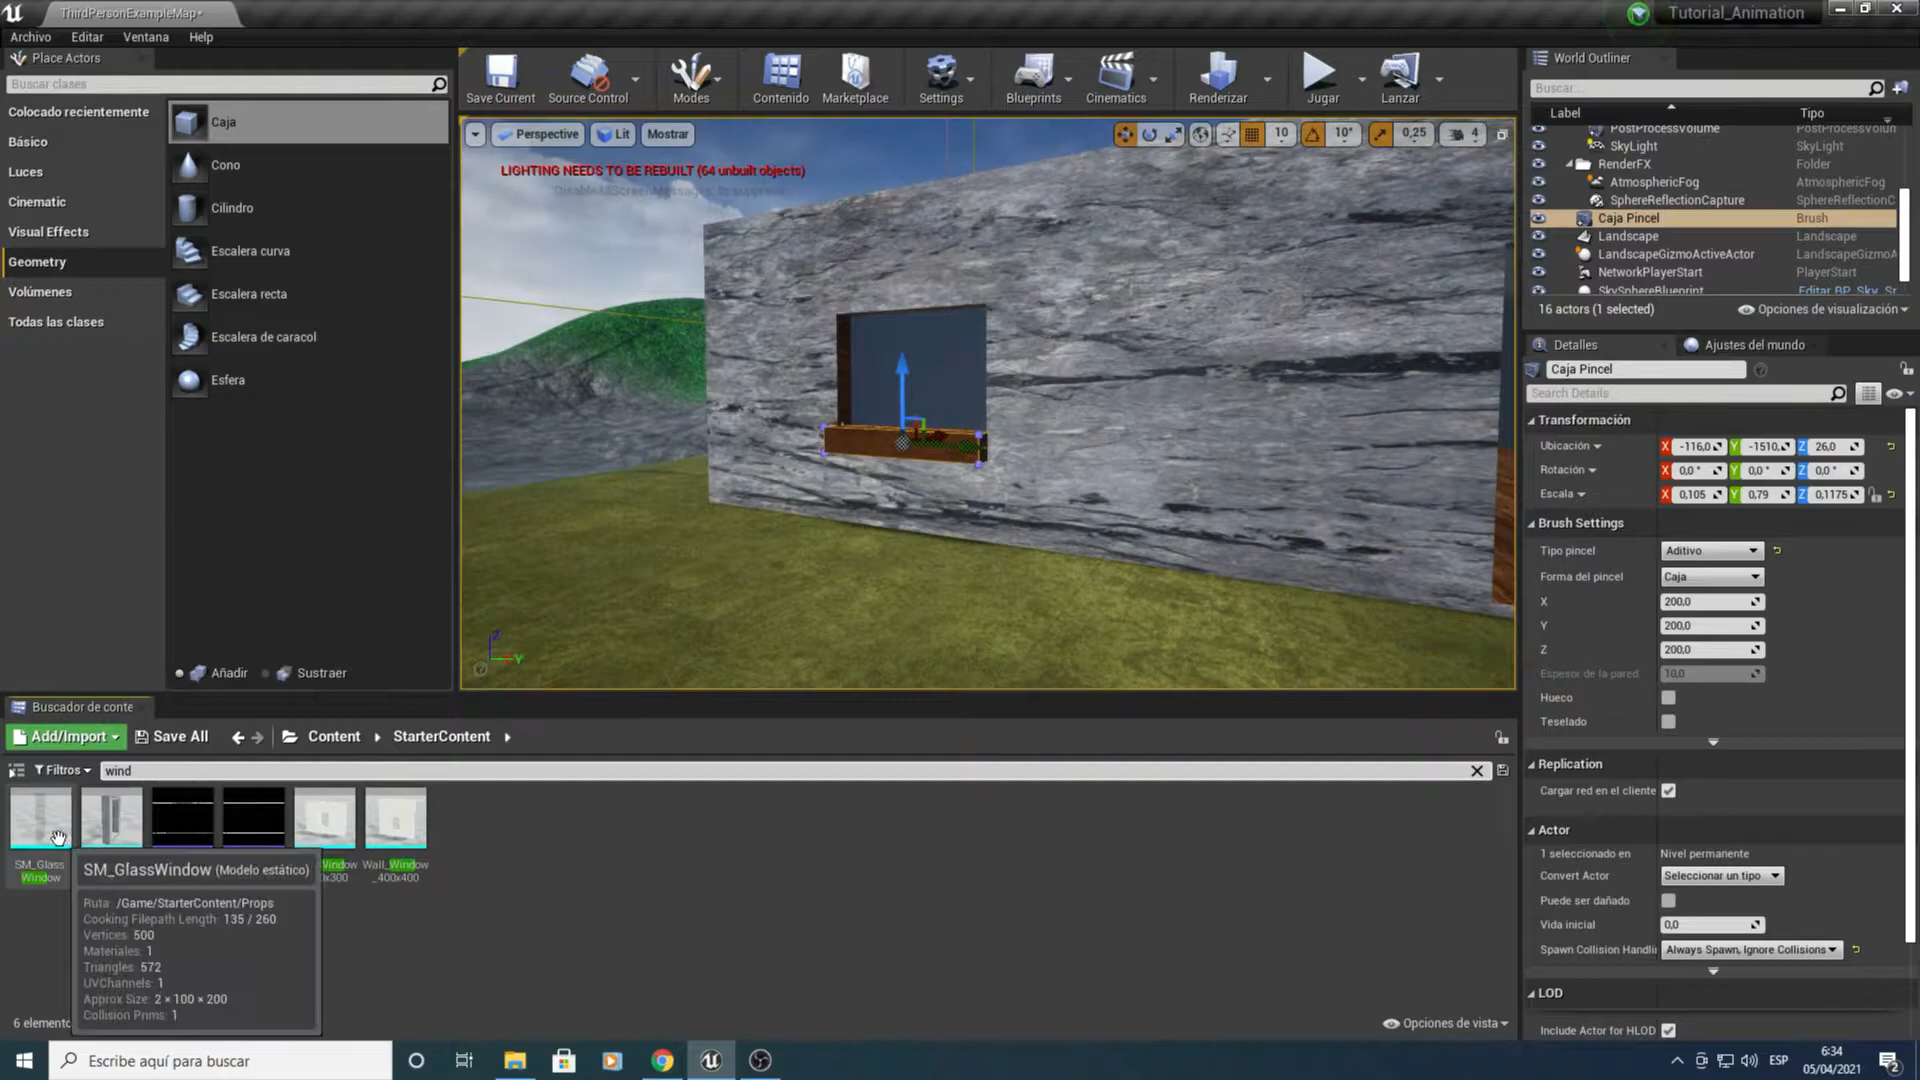 ThirdPersonExampleMap*
Tutorial_Animation
Archivo Editar Ventana Help
Place Actors
Buscar clases
Colocado recientemente
Básico
Luces
Cinematic
Visual Effects
Geometry
Volúmenes
Todas las clases
Caja
Cono
Cilindro
Escalera curva
Escalera recta
Escalera de caracol
Esfera
Añadir Sustraer
Save Current Source Control Modes Contenido Marketplace Settings Blueprints Cinematics Renderizar Jugar Lanzar
Perspective Lit Mostrar 10 10° 0,25 4
LIGHTING NEEDS TO BE REBUILT (64 unbuilt objects)
Z
Y
World Outliner
Buscar...
Label Tipo
PostProcessVolume PostProcessVolun
SkyLight SkyLight
RenderFX Folder
AtmosphericFog AtmosphericFog
SphereReflectionCapture SphereReflectionC
Caja Pincel Brush
Landscape Landscape
LandscapeGizmoActiveActor LandscapeGizmoA
NetworkPlayerStart PlayerStart
SkySphereBlueprint Editar BP_Sky_Sr
16 actors (1 selected) Opciones de visualización
Detalles Ajustes del mundo
Caja Pincel
Search Details
Transformación
Ubicación X -116,0 Y -1510, Z 26,0
Rotación X 0,0 ° Y 0,0 ° Z 0,0 °
Escala X 0,105 Y 0,79 Z 0,1175
Brush Settings
Tipo pincel Aditivo
Forma del pincel Caja
X 200,0
Y 200,0
Z 200,0
Espesor de la pared 10,0
Hueco
Teselado
Replication
Cargar red en el cliente
Actor
1 seleccionado en Nivel permanente
Convert Actor Seleccionar un tipo
Puede ser dañado
Vida inicial 0,0
Spawn Collision Handli Always Spawn, Ignore Collisions
LOD
Include Actor for HLOD
Buscador de conte
Add/Import Save All Content StarterContent
Filtros wind
SM_Glass
Window
Window
x300
Wall_Window
_400x400
SM_GlassWindow (Modelo estático)
Ruta: /Game/StarterContent/Props
Cooking Filepath Length: 135 / 260
Vertices: 500
Materiales: 1
Triangles: 572
UVChannels: 1
Approx Size: 2 × 100 × 200
Collision Prims: 1
6 elemento
Opciones de vista
Escribe aquí para buscar
ESP
6:34
05/04/2021
2